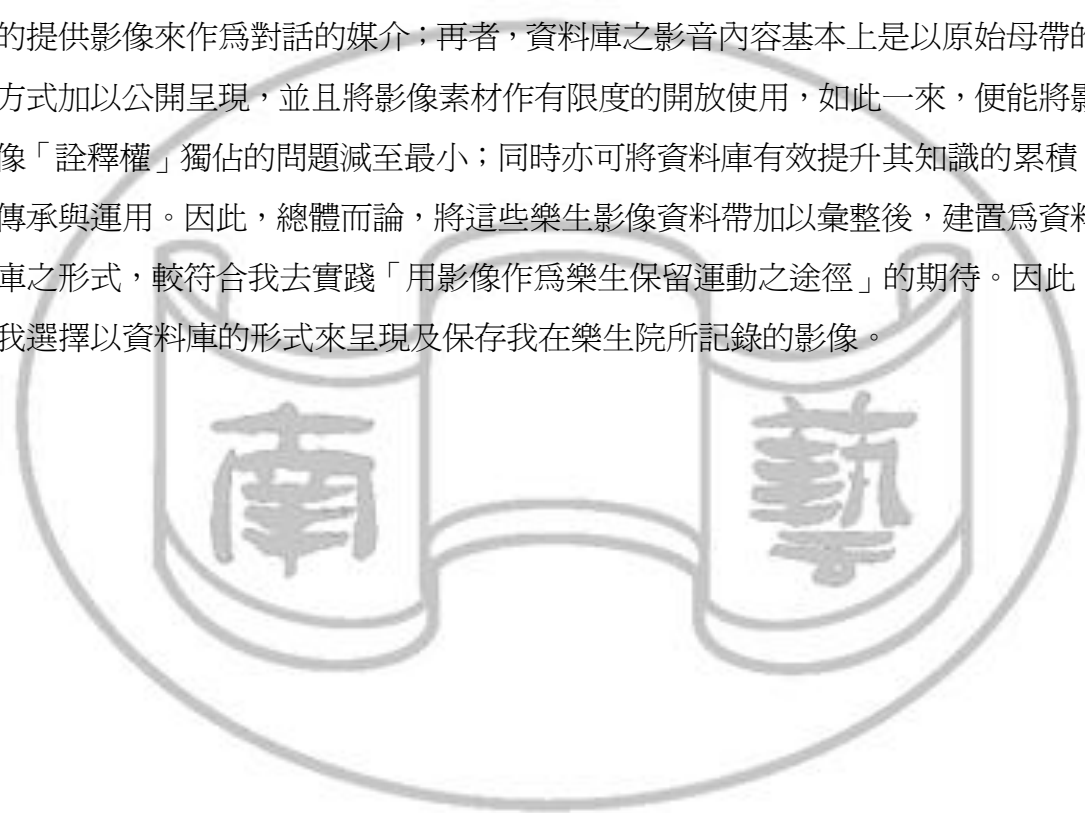 的提供影像來作爲對話的媒介；再者，資料庫之影音內容基本上是以原始母帶的
方式加以公開呈現，並且將影像素材作有限度的開放使用，如此一來，便能將影
像「詮釋權」獨佔的問題減至最小；同時亦可將資料庫有效提升其知識的累積、
傳承與運用。因此，總體而論，將這些樂生影像資料帶加以彙整後，建置爲資料
庫之形式，較符合我去實踐「用影像作爲樂生保留運動之途徑」的期待。因此，
我選擇以資料庫的形式來呈現及保存我在樂生院所記錄的影像。
南 藝